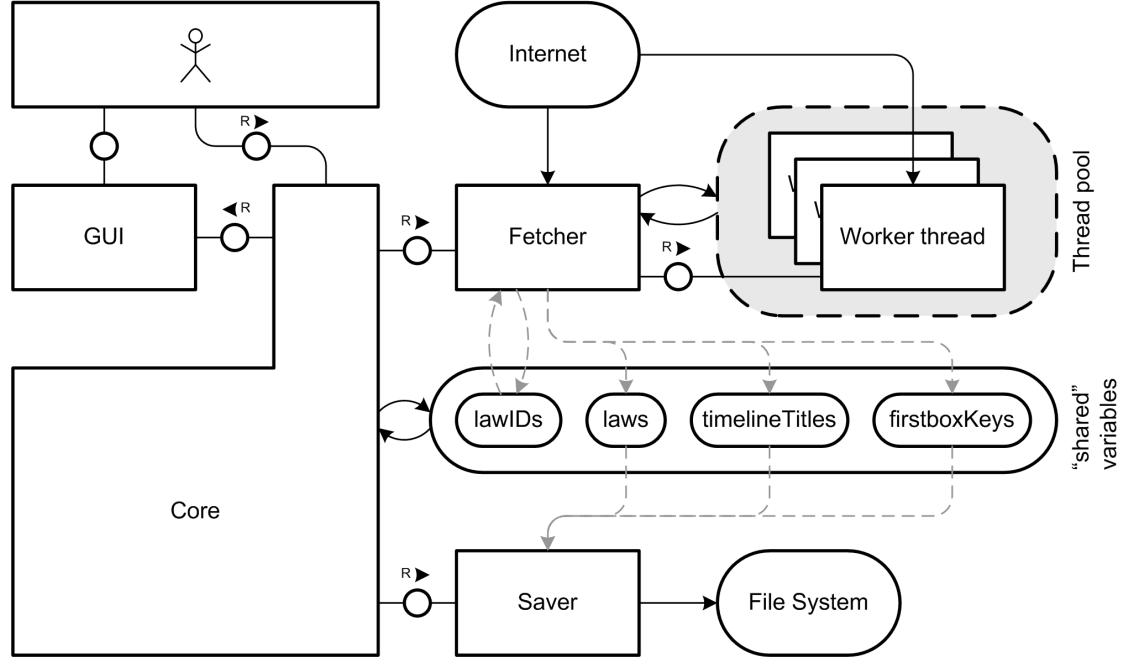 Internet
R
GUI
R
R
Fetcher
R
Worker thread
Thread pool
lawIDs
laws
timelineTitles
firstboxKeys
"shared"
variables
Core
R
Saver
File System